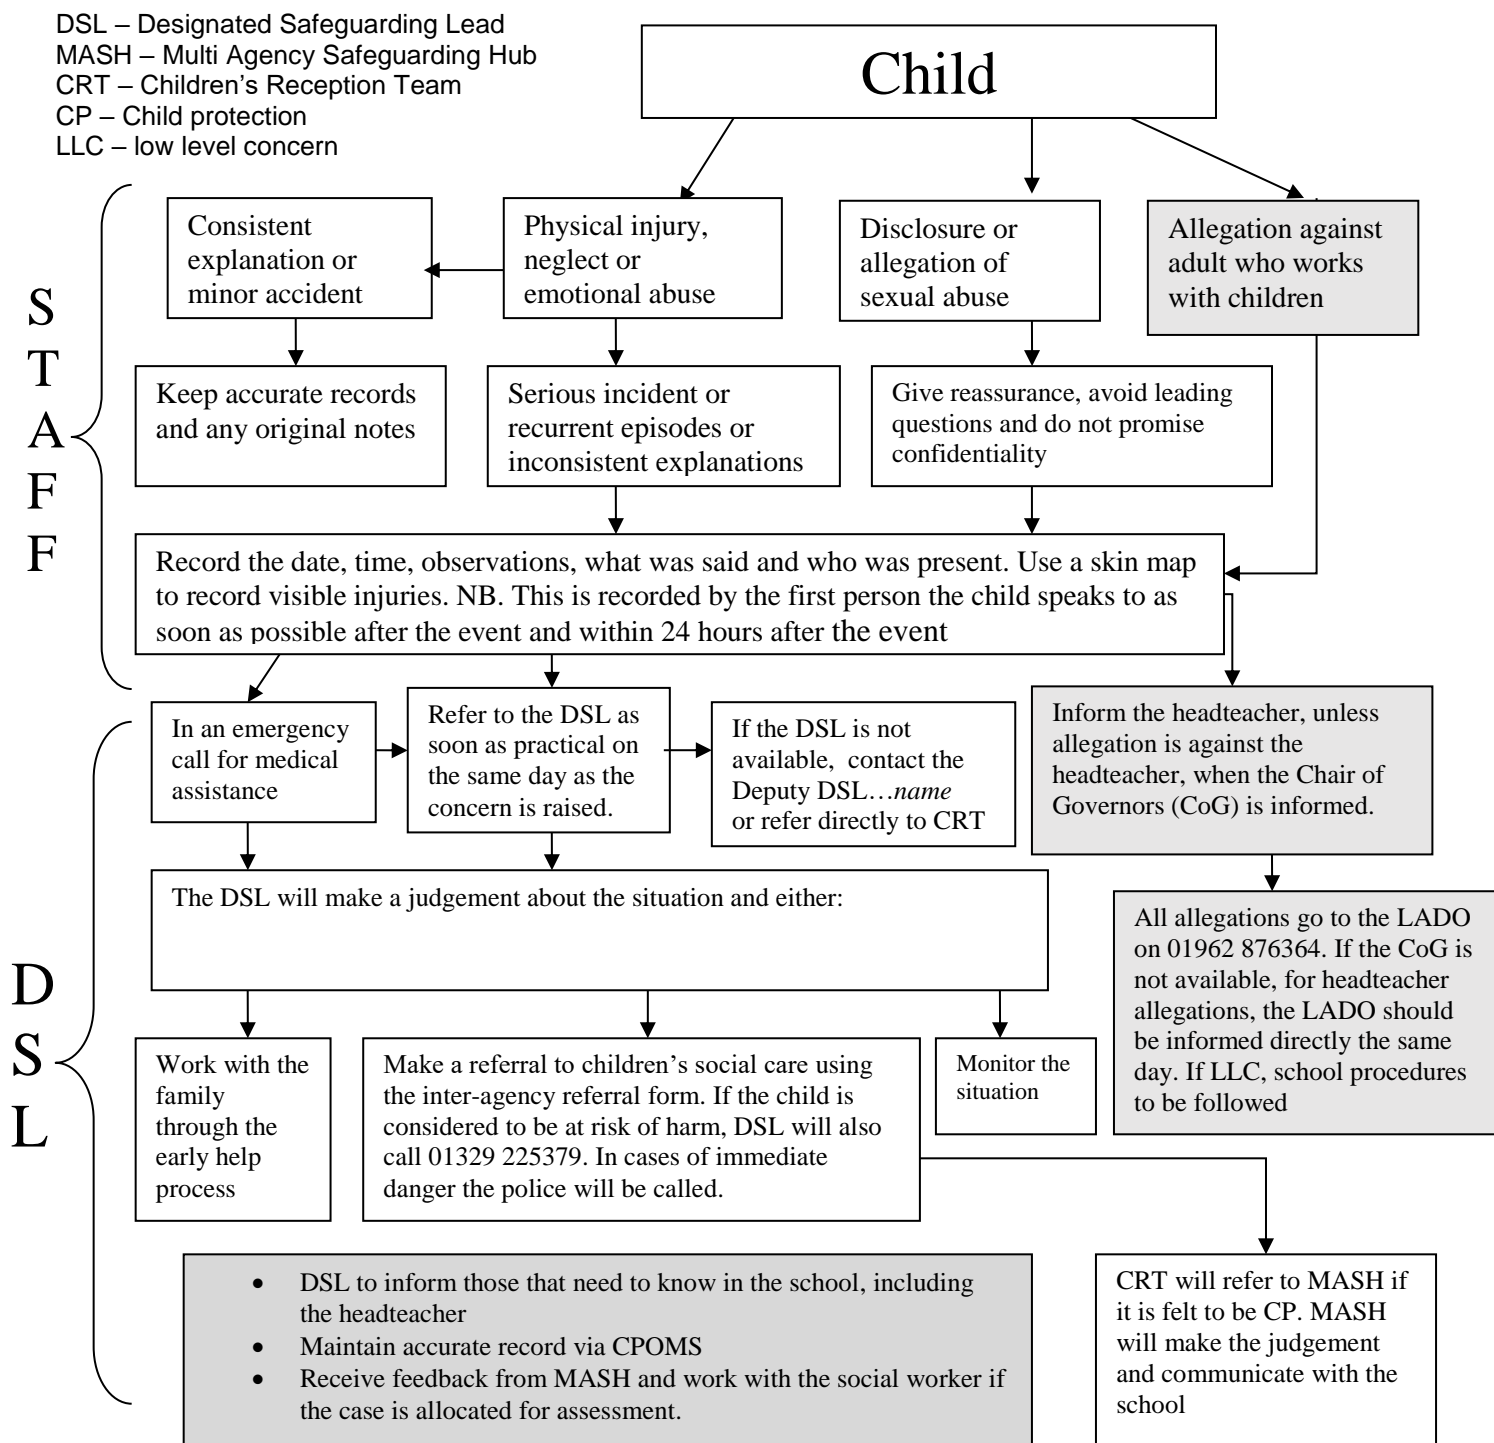 DSL – Designated Safeguarding Lead
MASH – Multi Agency Safeguarding Hub
CRT – Children's Reception Team
CP – Child protection
LLC – low level concern
Child
S
T
A
F
F
Consistent
explanation or
minor accident
Physical injury,
neglect or
emotional abuse
Disclosure or
allegation of
sexual abuse
Allegation against
adult who works
with children
Keep accurate records
and any original notes
Serious incident or
recurrent episodes or
inconsistent explanations
Give reassurance, avoid leading
questions and do not promise
confidentiality
Record the date, time, observations, what was said and who was present. Use a skin map
to record visible injuries. NB. This is recorded by the first person the child speaks to as
soon as possible after the event and within 24 hours after the event
D
S
L
In an emergency
call for medical
assistance
Refer to the DSL as
soon as practical on
the same day as the
concern is raised.
If the DSL is not
available,  contact the
Deputy DSL…name
or refer directly to CRT
Inform the headteacher, unless
allegation is against the
headteacher, when the Chair of
Governors (CoG) is informed.
The DSL will make a judgement about the situation and either:
All allegations go to the LADO
on 01962 876364. If the CoG is
not available, for headteacher
allegations, the LADO should
be informed directly the same
day. If LLC, school procedures
to be followed
Work with the
family
through the
early help
process
Make a referral to children's social care using
the inter-agency referral form. If the child is
considered to be at risk of harm, DSL will also
call 01329 225379. In cases of immediate
danger the police will be called.
Monitor the
situation
• DSL to inform those that need to know in the school, including
the headteacher
• Maintain accurate record via CPOMS
• Receive feedback from MASH and work with the social worker if
the case is allocated for assessment.
CRT will refer to MASH if
it is felt to be CP. MASH
will make the judgement
and communicate with the
school